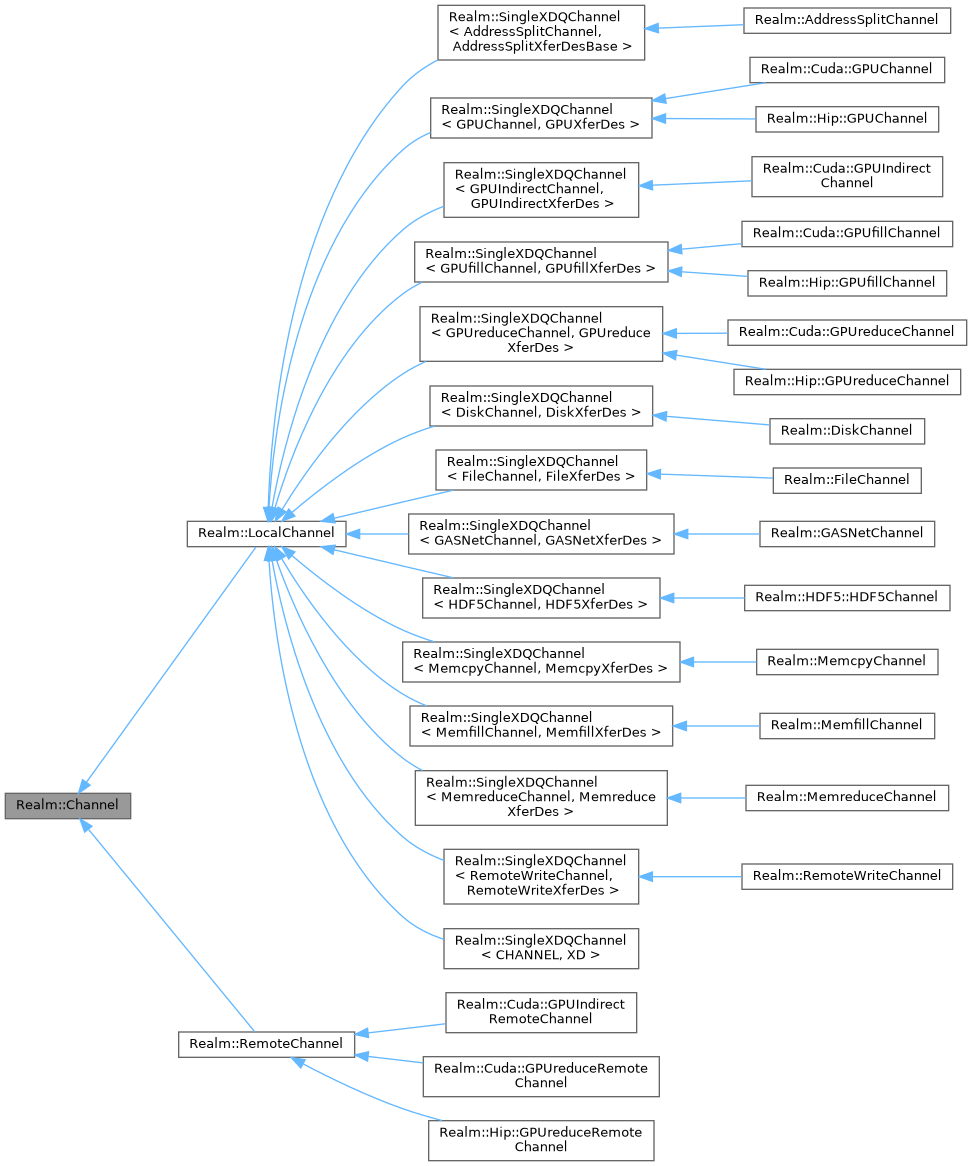 Realm::SingleXDQChannel
< AddressSplitChannel,
AddressSplitXferDesBase >
Realm::AddressSplitChannel
Realm::Cuda::GPUChannel
Realm::SingleXDQChannel
< GPUChannel, GPUXferDes >
Realm::Hip::GPUChannel
Realm::SingleXDQChannel
< GPUIndirectChannel,
GPUIndirectXferDes >
Realm::Cuda::GPUIndirect
Channel
Realm::Cuda::GPUfillChannel
Realm::SingleXDQChannel
< GPUfillChannel, GPUfillXferDes >
Realm::Hip::GPUfillChannel
Realm::SingleXDQChannel
< GPUreduceChannel, GPUreduce
XferDes >
Realm::Cuda::GPUreduceChannel
Realm::Hip::GPUreduceChannel
Realm::SingleXDQChannel
< DiskChannel, DiskXferDes >
Realm::DiskChannel
Realm::SingleXDQChannel
< FileChannel, FileXferDes >
Realm::FileChannel
Realm::LocalChannel
Realm::SingleXDQChannel
< GASNetChannel, GASNetXferDes >
Realm::GASNetChannel
Realm::SingleXDQChannel
< HDF5Channel, HDF5XferDes >
Realm::HDF5::HDF5Channel
Realm::SingleXDQChannel
< MemcpyChannel, MemcpyXferDes >
Realm::MemcpyChannel
Realm::SingleXDQChannel
< MemfillChannel, MemfillXferDes >
Realm::MemfillChannel
Realm::Channel
Realm::SingleXDQChannel
< MemreduceChannel, Memreduce
XferDes >
Realm::MemreduceChannel
Realm::SingleXDQChannel
< RemoteWriteChannel,
RemoteWriteXferDes >
Realm::RemoteWriteChannel
Realm::SingleXDQChannel
< CHANNEL, XD >
Realm::RemoteChannel
Realm::Cuda::GPUIndirect
RemoteChannel
Realm::Cuda::GPUreduceRemote
Channel
Realm::Hip::GPUreduceRemote
Channel